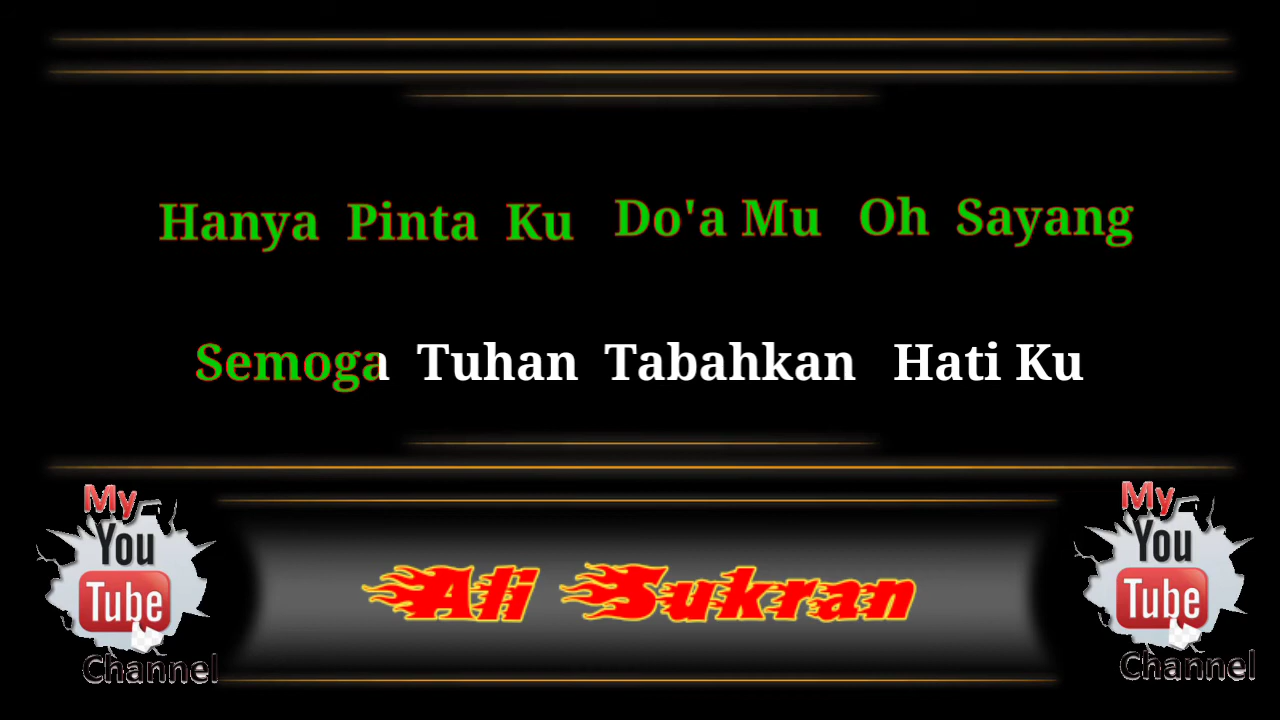 Hanya Pinta Ku Do'a Mu Oh Sayang
Semoga Tuhan Tabahkan Hati Ku
My
You
Tube
Channel
Ali Sukran
My
You
Tube
Channel